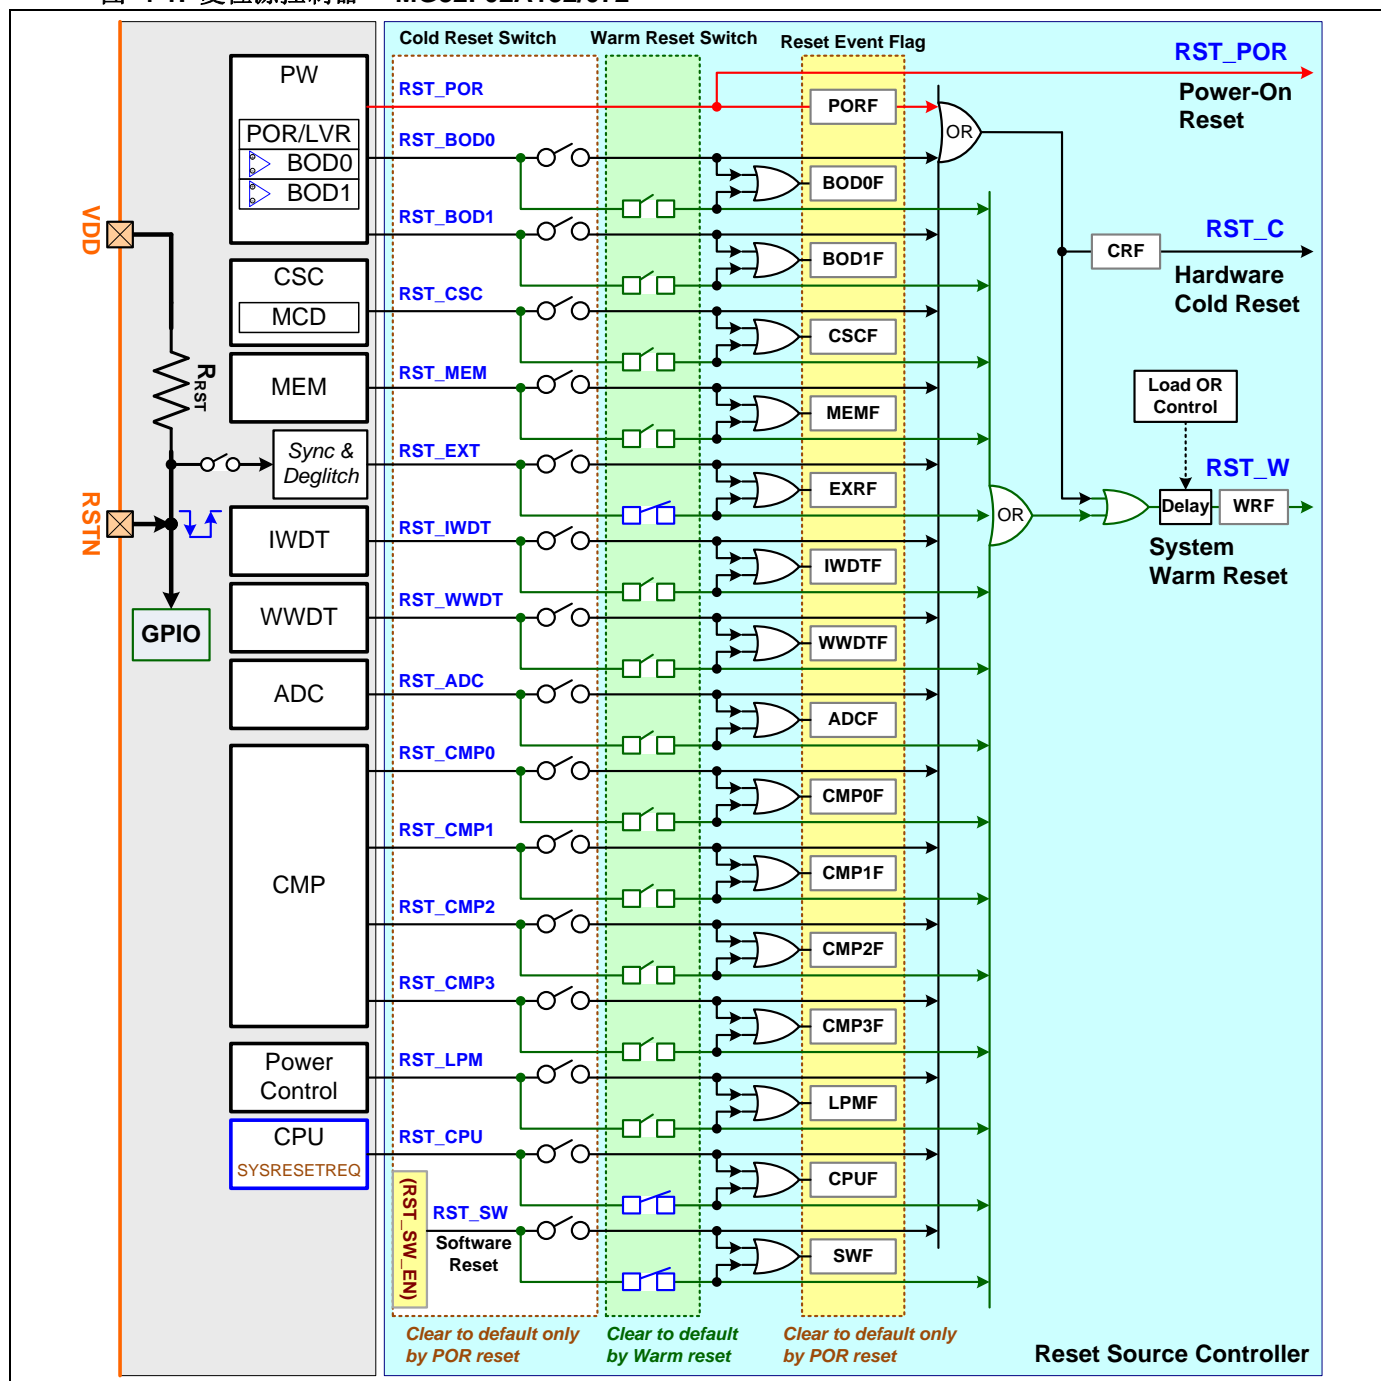 Cold Reset Switch
Warm Reset Switch
Reset Event Flag
PW
POR/LVR
BOD0
BOD1
CSC
MCD
MEM
Sync &
Deglitch
IWDT
WWDT
ADC
CMP
Power
Control
CPU
SYSRESETREQ
VDD
RSTN
RRST
GPIO
RST_POR
RST_BOD0
RST_BOD1
RST_CSC
RST_MEM
RST_EXT
RST_IWDT
RST_WWDT
RST_ADC
RST_CMP0
RST_CMP1
RST_CMP2
RST_CMP3
RST_LPM
RST_CPU
(RST_SW_EN)
RST_SW
Software
Reset
PORF
BOD0F
BOD1F
CSCF
MEMF
EXRF
IWDTF
WWDTF
ADCF
CMP0F
CMP1F
CMP2F
CMP3F
LPMF
CPUF
SWF
OR
OR
RST_POR
Power-On
Reset
CRF
RST_C
Hardware
Cold Reset
Load OR
Control
Delay
WRF
RST_W
System
Warm Reset
Clear to default only
by POR reset
Clear to default
by Warm reset
Clear to default only
by POR reset
Reset Source Controller